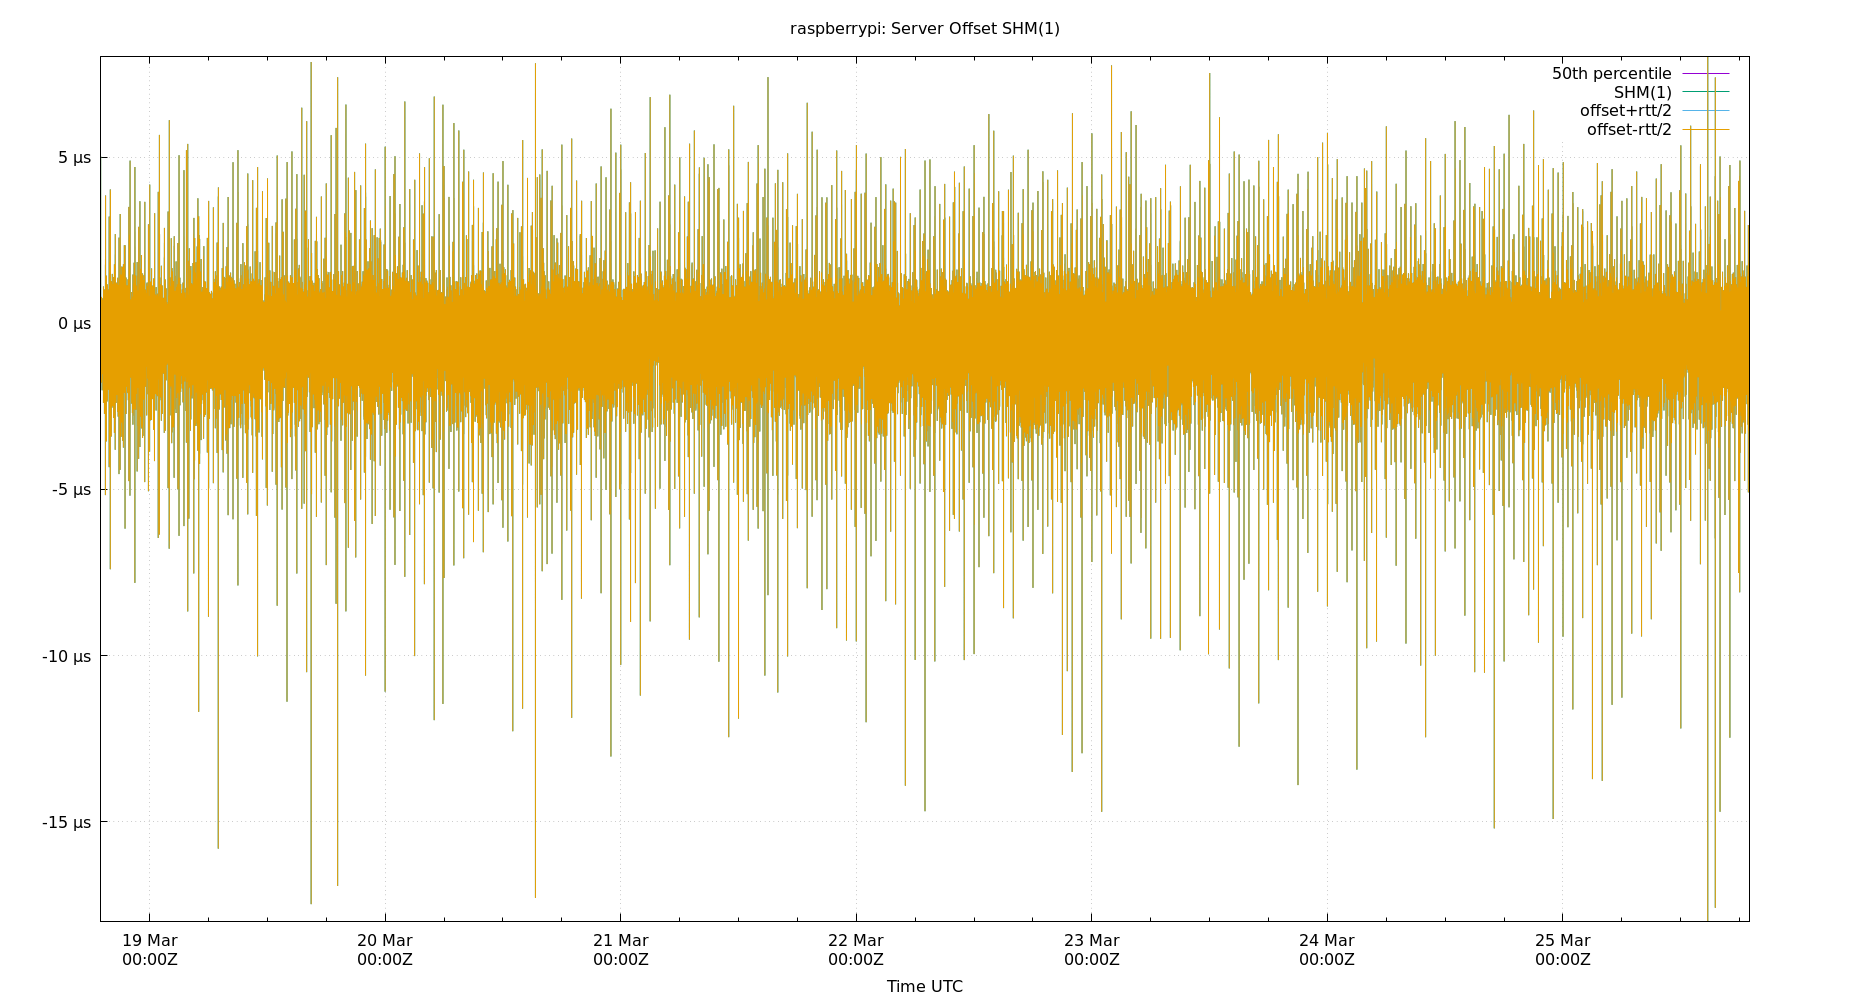 raspberrypi: Server Offset SHM(1)
50th percentile
SHM(1)
offset+rtt/2
offset-rtt/2
5 µs
0 µs
-5 µs
-10 µs
-15 µs
19 Mar 20 Mar 21 Mar 22 Mar 23 Mar 24 Mar 25 Mar
00:00Z 00:00Z 00:00Z 00:00Z 00:00Z 00:00Z 00:00Z
Time UTC